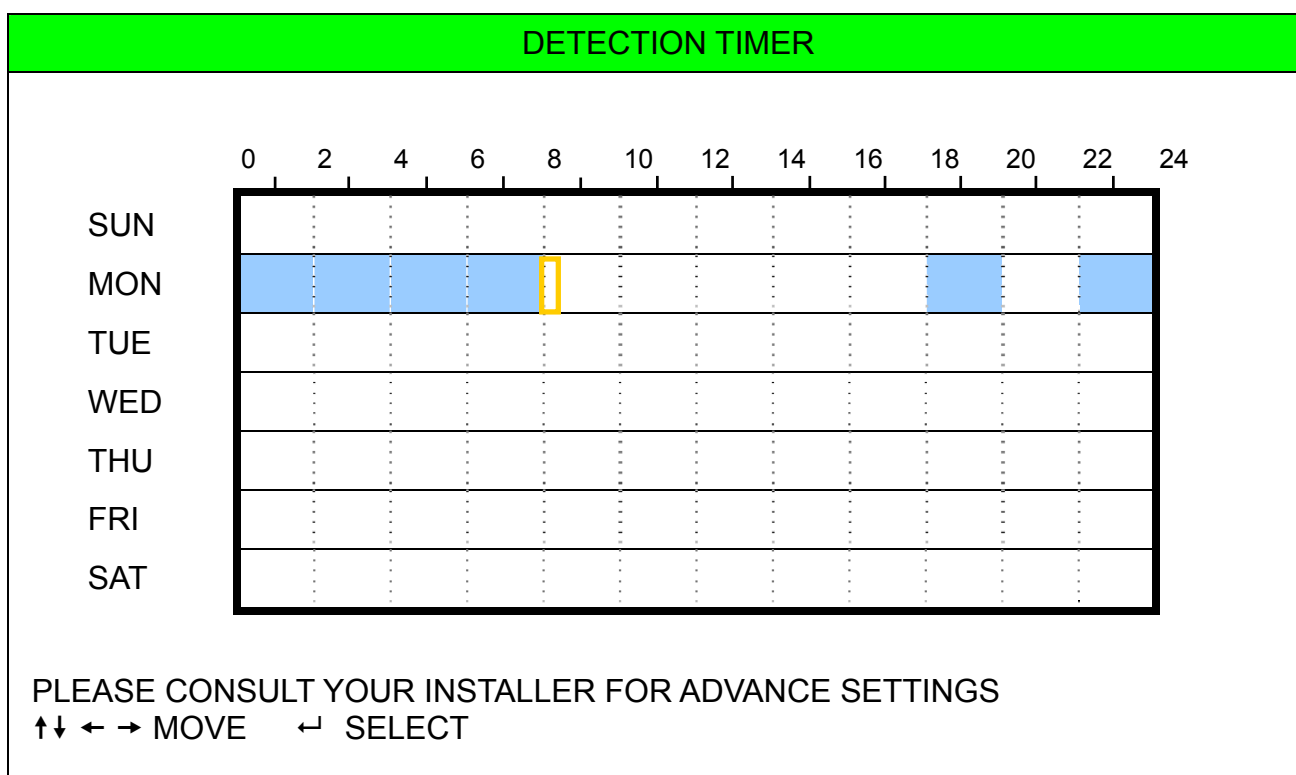 DETECTION TIMER
0 2 4 6 8 10 12 14 16 18 20 22 24
SUN
MON
TUE
WED
THU
FRI
SAT
PLEASE CONSULT YOUR INSTALLER FOR ADVANCE SETTINGS
↑↓ ← → MOVE ↵ SELECT